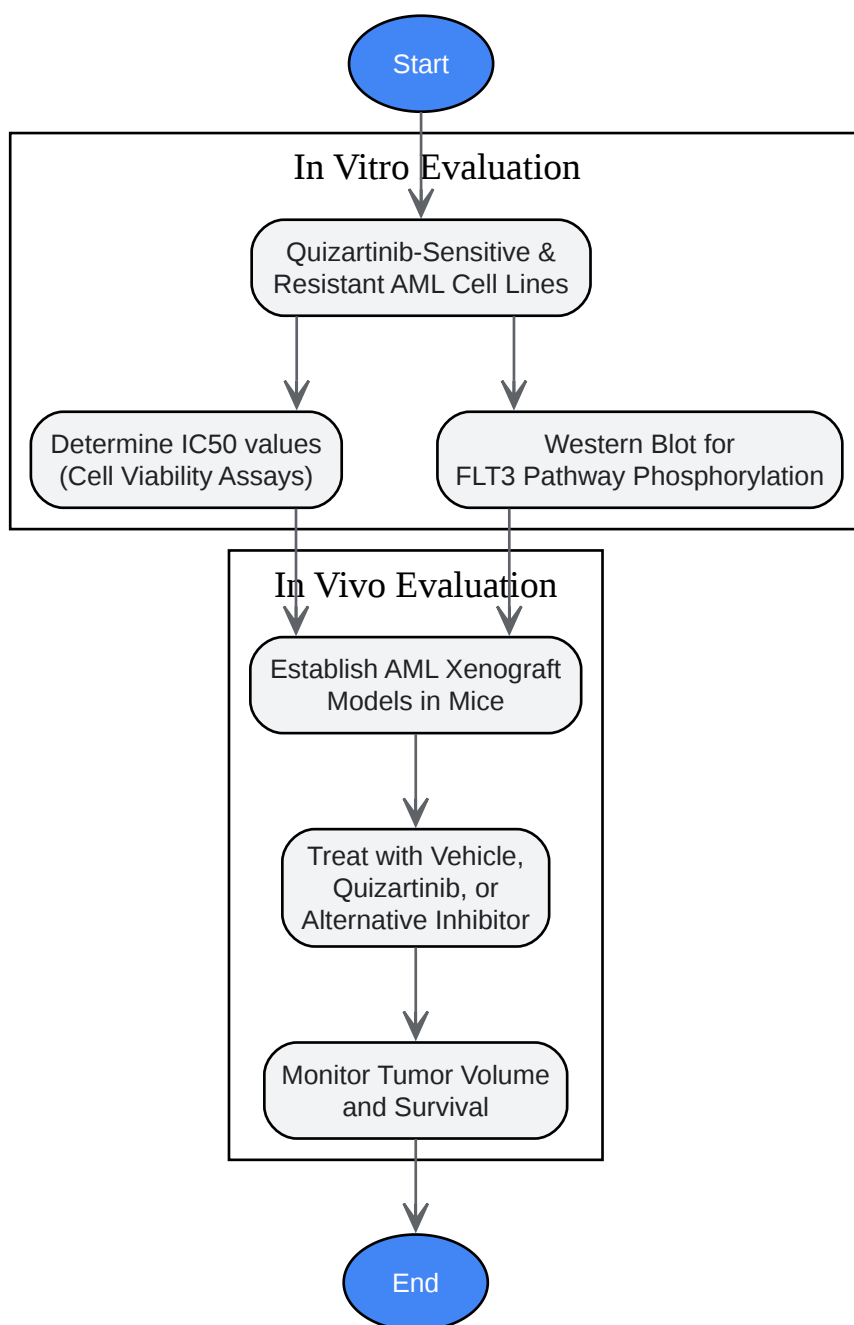 Start
In Vitro Evaluation
Quizartinib-Sensitive &
Resistant AML Cell Lines
Determine IC50 values
(Cell Viability Assays)
Western Blot for
FLT3 Pathway Phosphorylation
In Vivo Evaluation
Establish AML Xenograft
Models in Mice
Treat with Vehicle,
Quizartinib, or
Alternative Inhibitor
Monitor Tumor Volume
and Survival
End